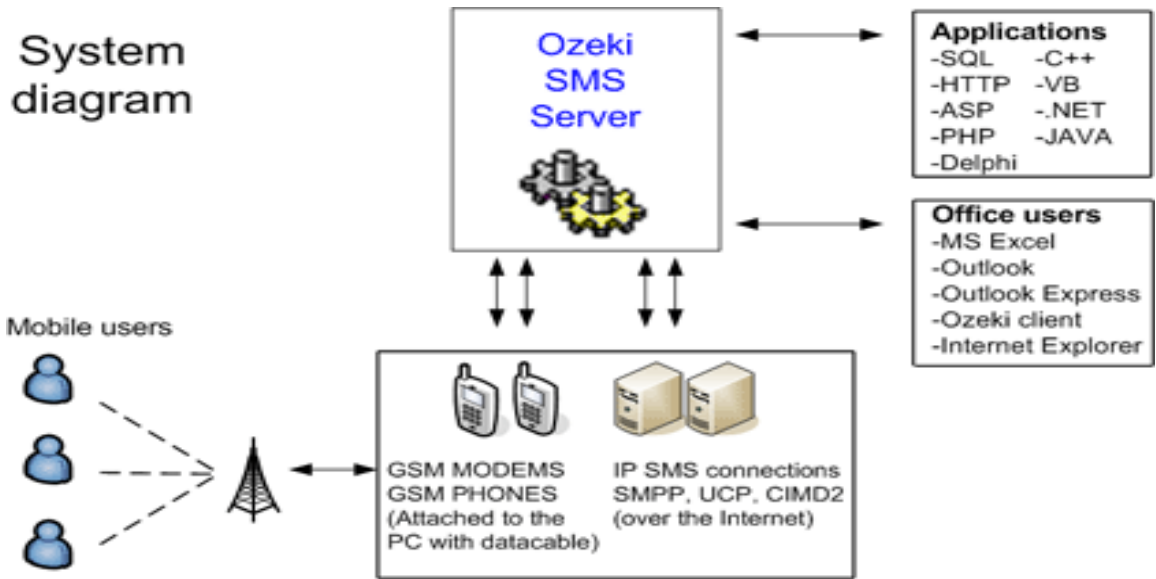 System
diagram
Ozeki
SMS
Server
Applications
-SQL -C++
-HTTP -VB
-ASP -.NET
-PHP -JAVA
-Delphi
Office users
-MS Excel
-Outlook
-Outlook Express
-Ozeki client
-Internet Explorer
Mobile users
GSM MODEMS
GSM PHONES
(Attached to the
PC with datacable)
IP SMS connections
SMPP, UCP, CIMD2
(over the Internet)